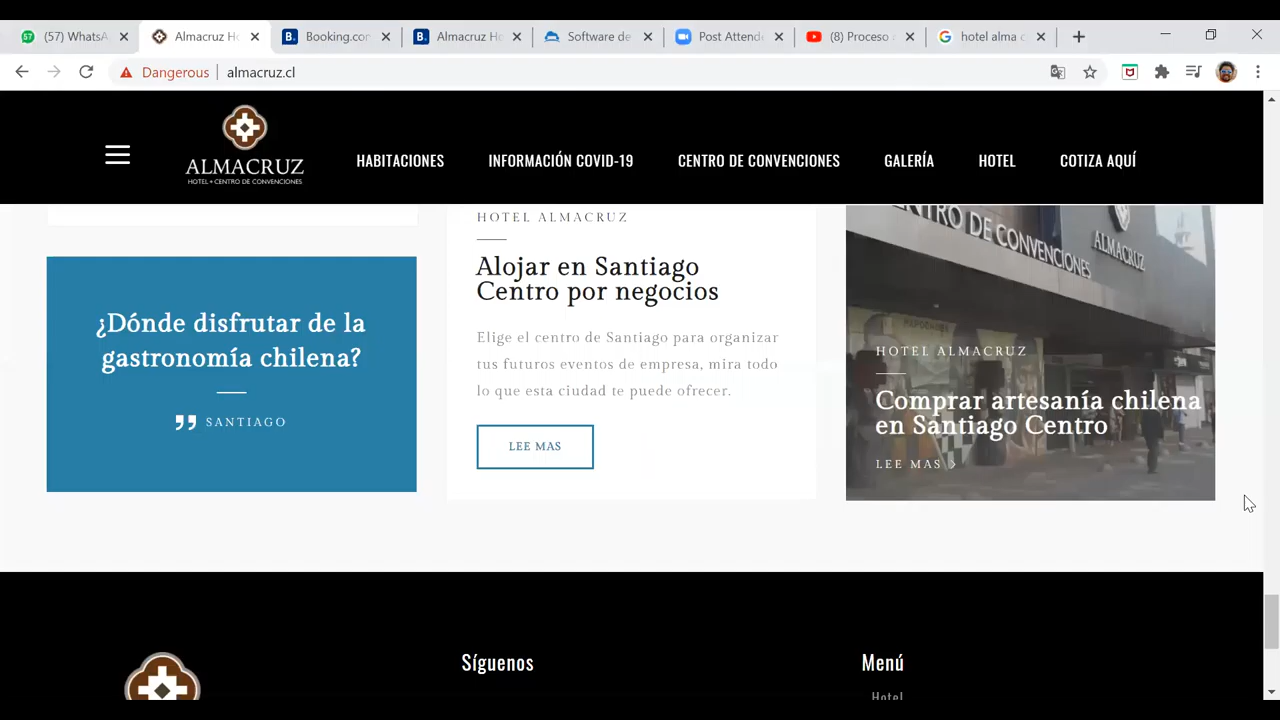 (57) WhatsA
Almacruz Ho
Booking.con
Almacruz Ho
Software de
Post Attende
(8) Proceso
hotel alma c
Dangerous
almacruz.cl
ALMACRUZ
HOTEL + CENTRO DE CONVENCIONES
HABITACIONES
INFORMACIÓN COVID-19
CENTRO DE CONVENCIONES
GALERÍA
HOTEL
COTIZA AQUÍ
¿Dónde disfrutar de la
gastronomía chilena?
SANTIAGO
HOTEL ALMACRUZ
Alojar en Santiago
Centro por negocios
Elige el centro de Santiago para organizar
tus futuros eventos de empresa, mira todo
lo que esta ciudad te puede ofrecer.
LEE MAS
CENTRO DE CONVENCIONES
ALMACRUZ
HOTEL ALMACRUZ
Comprar artesanía chilena
en Santiago Centro
LEE MAS >
Síguenos
Menú
Hotel